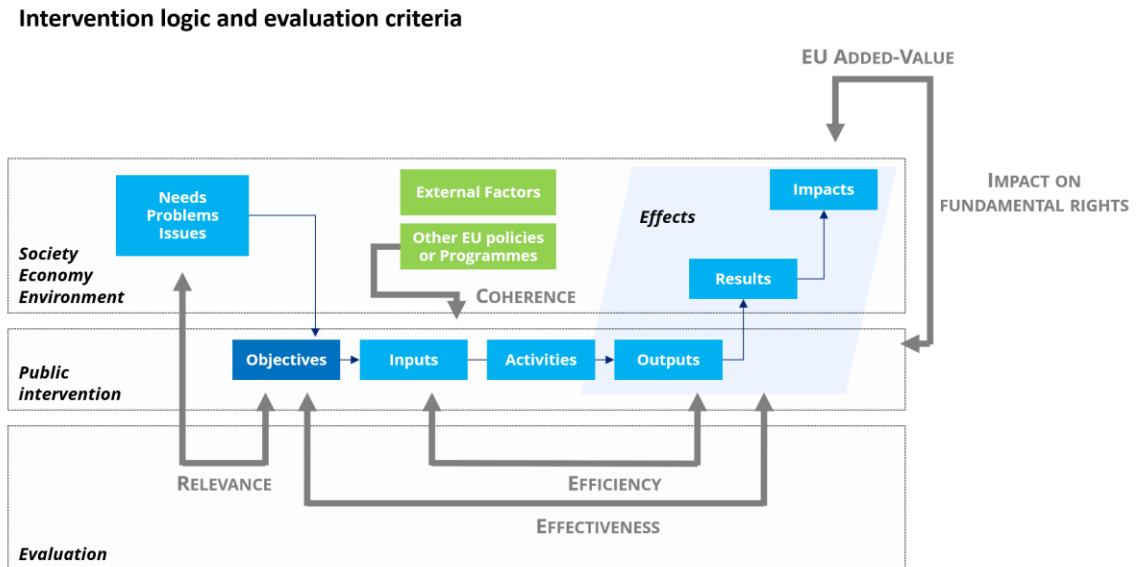 Intervention logic and evaluation criteria
EU ADDED-VALUE
Needs
Problems
Issues
External Factors
Other EU policies
or Programmes
COHERENCE
Effects
Impacts
Results
IMPACT ON
FUNDAMENTAL RIGHTS
Society
Economy
Environment
Objectives
Inputs
Activities
Outputs
Public
intervention
RELEVANCE
EFFICIENCY
EFFECTIVENESS
Evaluation